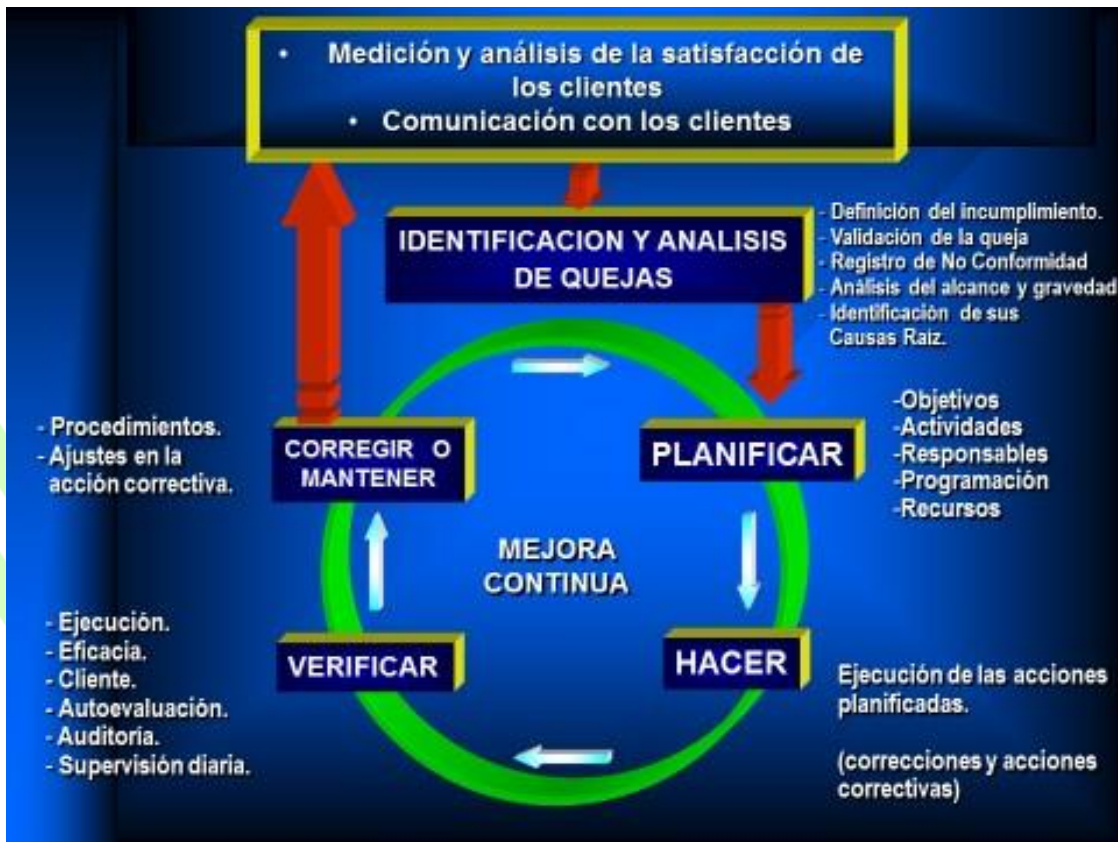 • Medición y análisis de la satisfacción de
los clientes
• Comunicación con los clientes
IDENTIFICACION Y ANALISIS
DE QUEJAS
- Definición del incumplimiento.
- Validación de la queja
- Registro de No Conformidad
- Análisis del alcance y gravedad
- Identificación de sus
Causas Raíz.
- Procedimientos.
- Ajustes en la
acción correctiva.
CORREGIR O
MANTENER
PLANIFICAR
-Objetivos
-Actividades
-Responsables
-Programación
-Recursos
MEJORA
CONTINUA
- Ejecución.
- Eficacia.
- Cliente.
- Autoevaluación.
- Auditoría.
- Supervisión diaria.
VERIFICAR
HACER
Ejecución de las acciones
planificadas.
(correcciones y acciones
correctivas)